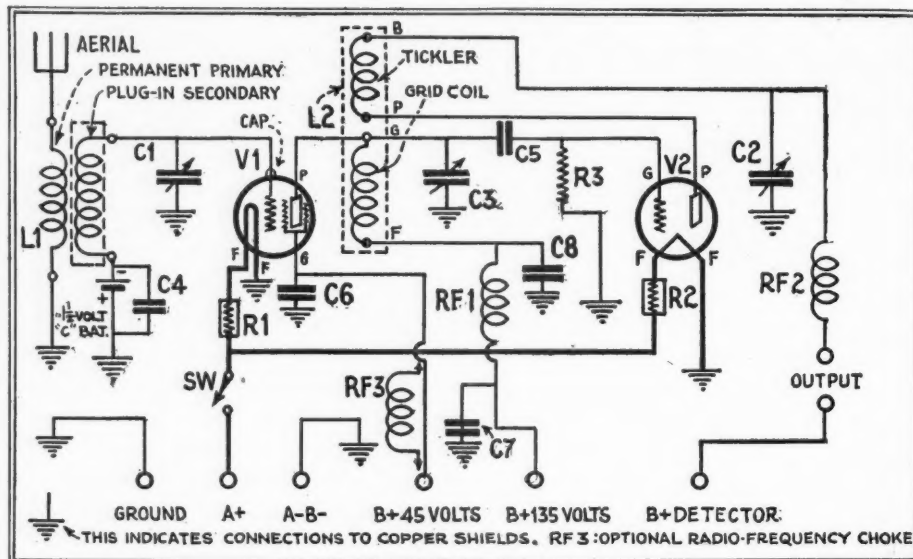 AERIAL
PERMANENT PRIMARY
PLUG-IN SECONDARY
CAP
B
TICKLER
GRID COIL
L2
P
G
C1
V1
P
C5
R3
G
V2
P
C2
C3
L1
F
F
G
F
C8
F
F
C4
C6
RF1
R2
RF2
- 1½ VOLT
"C" BAT.
+
R1
SW
RF3
C7
OUTPUT
GROUND
A+
A-B-
B+45 VOLTS
B+135 VOLTS
B+DETECTOR
THIS INDICATES CONNECTIONS TO COPPER SHIELDS. RF3:OPTIONAL RADIO-FREQUENCY CHOKE